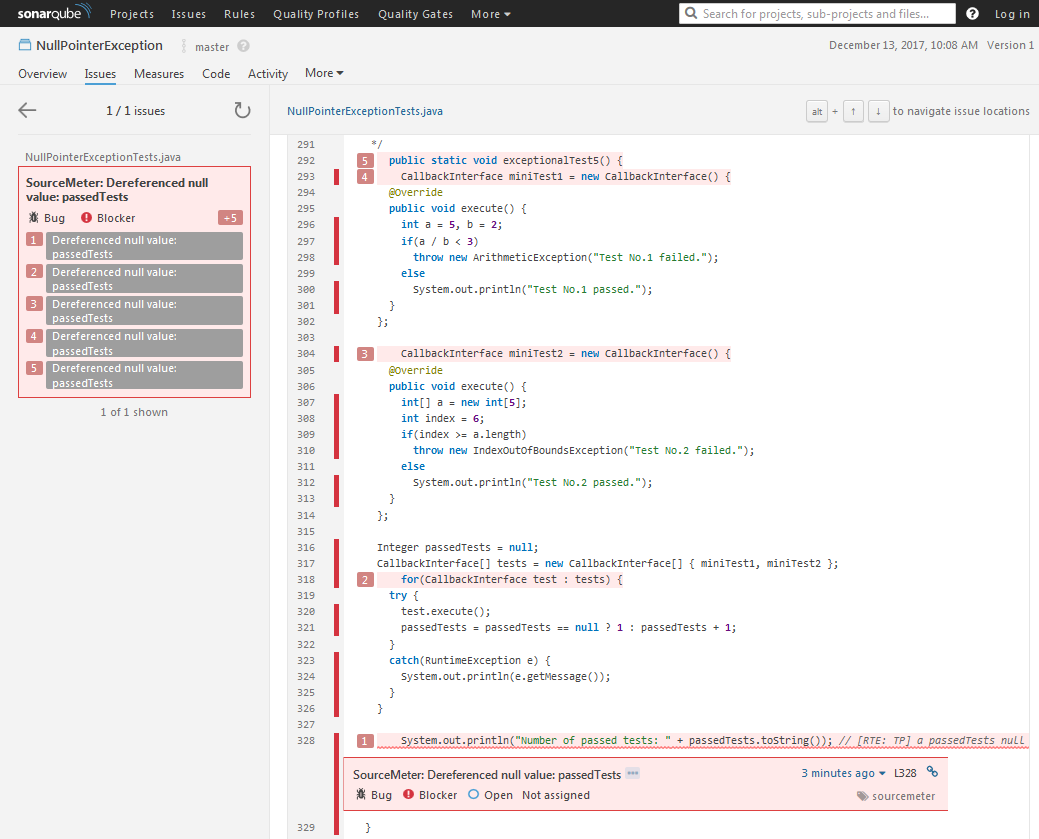 sonarqube Projects Issues Rules Quality Profiles Quality Gates More Search for projects, sub-projects and files... ? Log in
NullPointerException master ? December 13, 2017, 10:08 AM Version 1
Overview Issues Measures Code Activity More
1 / 1 issues
NullPointerExceptionTests.java alt + ↑ ↓ to navigate issue locations
NullPointerExceptionTests.java
SourceMeter: Dereferenced null
value: passedTests
Bug Blocker +5
1 Dereferenced null value:
passedTests
2 Dereferenced null value:
passedTests
3 Dereferenced null value:
passedTests
4 Dereferenced null value:
passedTests
5 Dereferenced null value:
passedTests
1 of 1 shown
291 */
292 5 public static void exceptionalTest5() {
293 4 CallbackInterface miniTest1 = new CallbackInterface() {
294 @Override
295 public void execute() {
296 int a = 5, b = 2;
297 if(a / b < 3)
298 throw new ArithmeticException("Test No.1 failed.");
299 else
300 System.out.println("Test No.1 passed.");
301 }
302 };
303
304 3 CallbackInterface miniTest2 = new CallbackInterface() {
305 @Override
306 public void execute() {
307 int[] a = new int[5];
308 int index = 6;
309 if(index >= a.length)
310 throw new IndexOutOfBoundsException("Test No.2 failed.");
311 else
312 System.out.println("Test No.2 passed.");
313 }
314 };
315
316 Integer passedTests = null;
317 CallbackInterface[] tests = new CallbackInterface[] { miniTest1, miniTest2 };
318 2 for(CallbackInterface test : tests) {
319 try {
320 test.execute();
321 passedTests = passedTests == null ? 1 : passedTests + 1;
322 }
323 catch(RuntimeException e) {
324 System.out.println(e.getMessage());
325 }
326 }
327
328 1 System.out.println("Number of passed tests: " + passedTests.toString()); // [RTE: TP] a passedTests null
SourceMeter: Dereferenced null value: passedTests ••• 3 minutes ago L328
Bug Blocker Open Not assigned sourcemeter
329 }